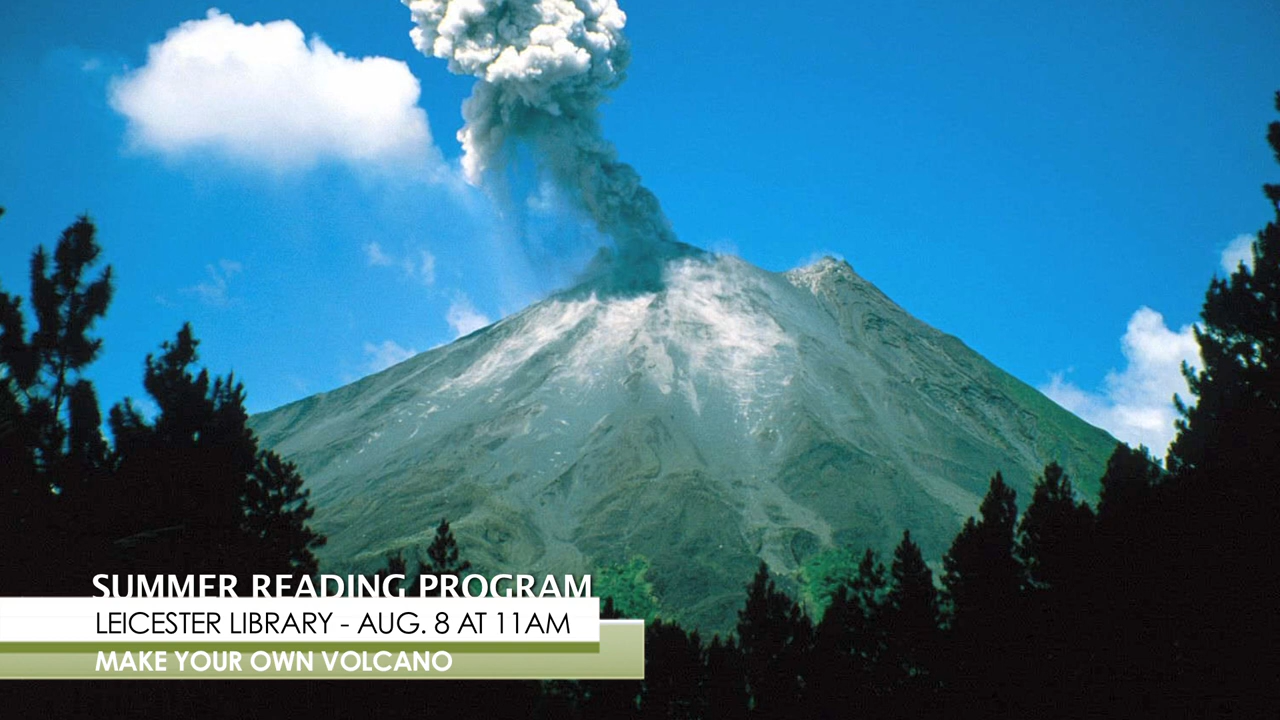 SUMMER READING PROGRAM
LEICESTER LIBRARY - AUG. 8 AT 11AM
MAKE YOUR OWN VOLCANO